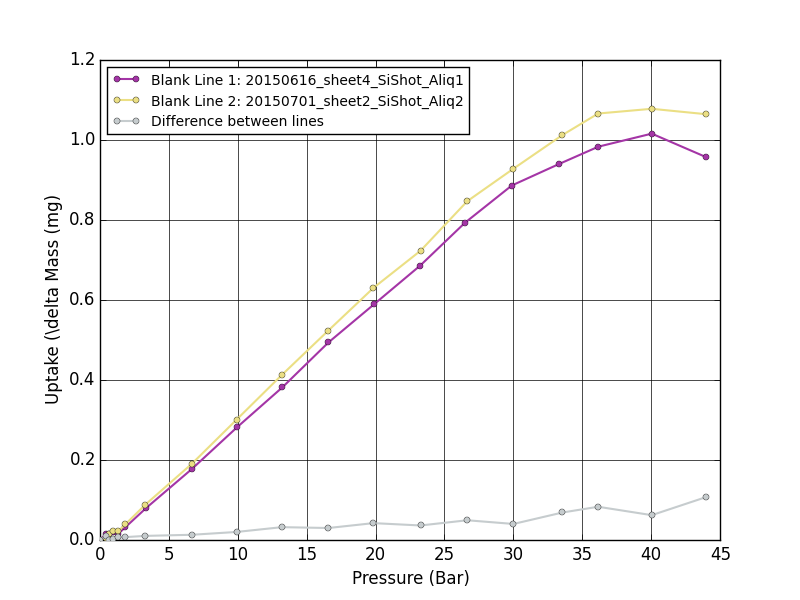 Blank Line 1: 20150616_sheet4_SiShot_Aliq1
Blank Line 2: 20150701_sheet2_SiShot_Aliq2
Difference between lines
1.2
1.0
0.8
0.6
0.4
0.2
0.0
Uptake (\delta Mass (mg)
0 5 10 15 20 25 30 35 40 45
Pressure (Bar)